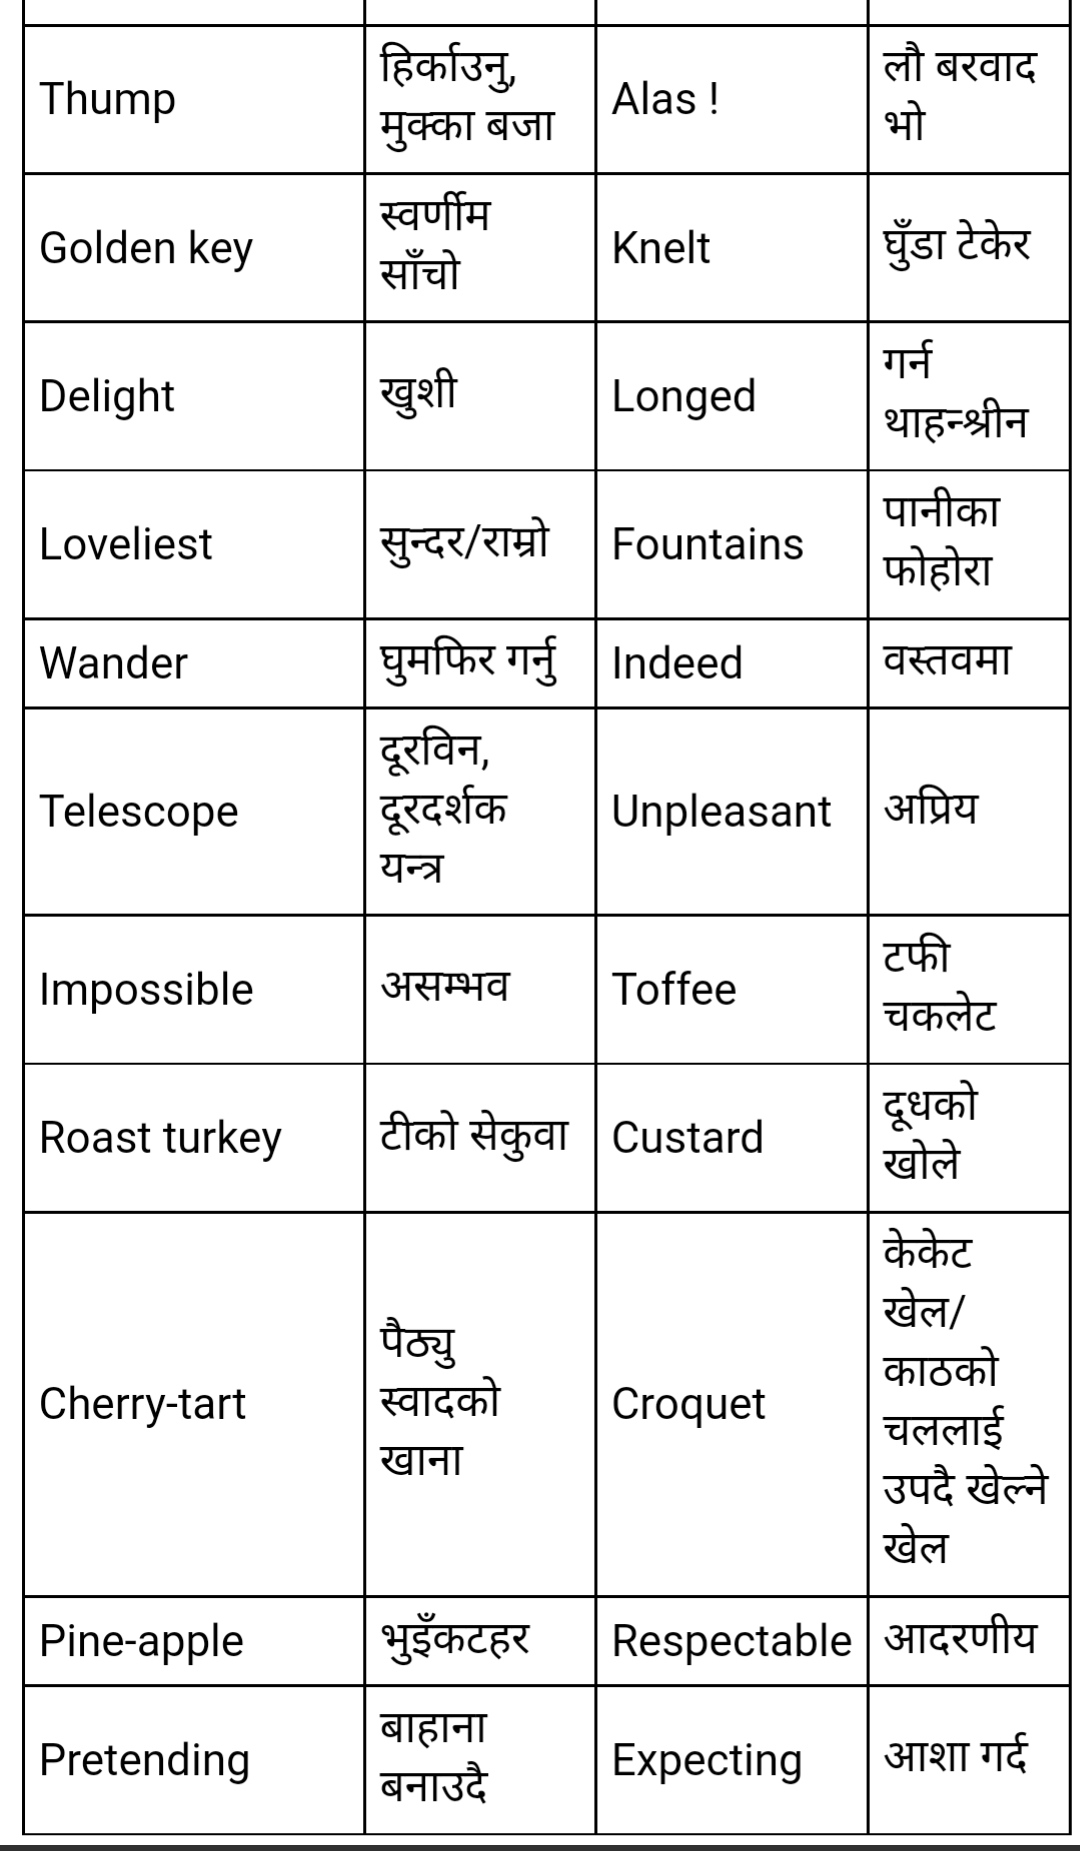 Thump
हिर्काउनु,
मुक्का बजा
Alas !
लौ बरवाद
भो
Golden key
स्वर्णीम
साँचो
Knelt
घुँडा टेकेर
Delight
खुशी
Longed
गर्न
थाहन्श्रीन
Loveliest
सुन्दर/राम्रो
Fountains
पानीका
फोहोरा
Wander
घुमफिर गर्नु
Indeed
वस्तवमा
Telescope
दूरविन,
दूरदर्शक
यन्त्र
Unpleasant
अप्रिय
Impossible
असम्भव
Toffee
टफी
चकलेट
Roast turkey
टीको सेकुवा
Custard
दूधको
खोले
Cherry-tart
पैठ्यु
स्वादको
खाना
Croquet
केकेट
खेल/
काठको
चललाई
उपदै खेल्ने
खेल
Pine-apple
भुइँकटहर
Respectable
आदरणीय
Pretending
बाहाना
बनाउदै
Expecting
आशा गर्द